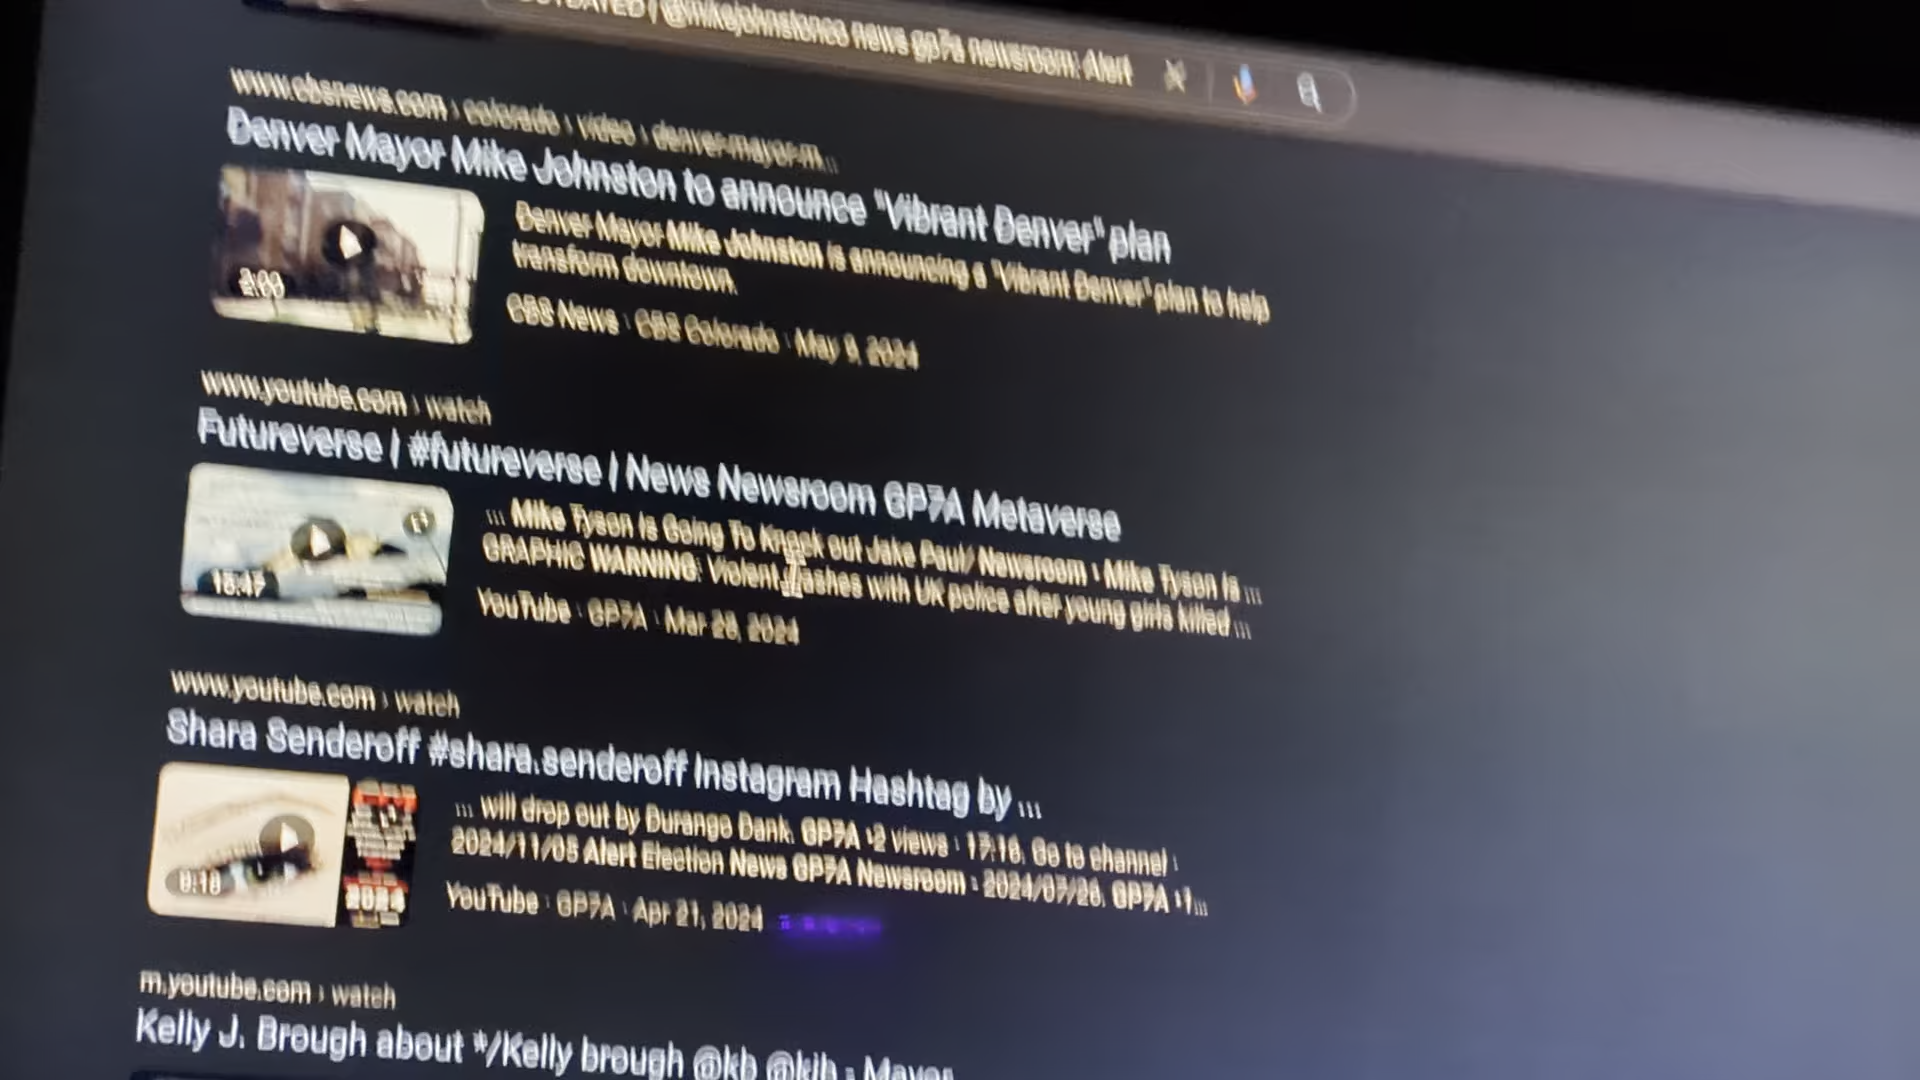 @mikejohnstonco news gp7a newsroom: Alert
www.cbsnews.com › colorado › video › denver-mayor-m...
Denver Mayor Mike Johnston to announce "Vibrant Denver" plan
Denver Mayor Mike Johnston is announcing a "Vibrant Denver" plan to help
transform downtown.
CBS News · CBS Colorado · May 9, 2024
www.youtube.com › watch
Futureverse | #futureverse | News Newsroom GP7A Metaverse
... Mike Tyson Is Going To Knock out Jake Paul/ Newsroom · Mike Tyson Is ...
GRAPHIC WARNING: Violent clashes with UK police after young girls killed ...
16:47
YouTube · GP7A · Mar 28, 2024
www.youtube.com › watch
Shara Senderoff #shara.senderoff Instagram Hashtag by ...
... will drop out by Durango Dank. GP7A •2 views · 17:16. Go to channel ·
2024/11/05 Alert Election News GP7A Newsroom · 2024/07/26. GP7A •1...
2024
YouTube · GP7A · Apr 21, 2024
m.youtube.com › watch
Kelly J. Brough about */Kelly brough @kb @kjb - Mayor